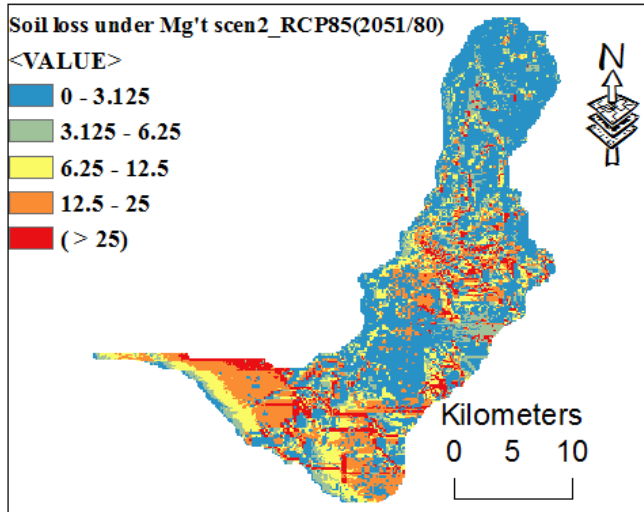 Soil loss under Mg't scen2_RCP85(2051/80)
<VALUE>
0 - 3.125
3.125 - 6.25
6.25 - 12.5
12.5 - 25
( > 25)
N
Kilometers
0 5 10